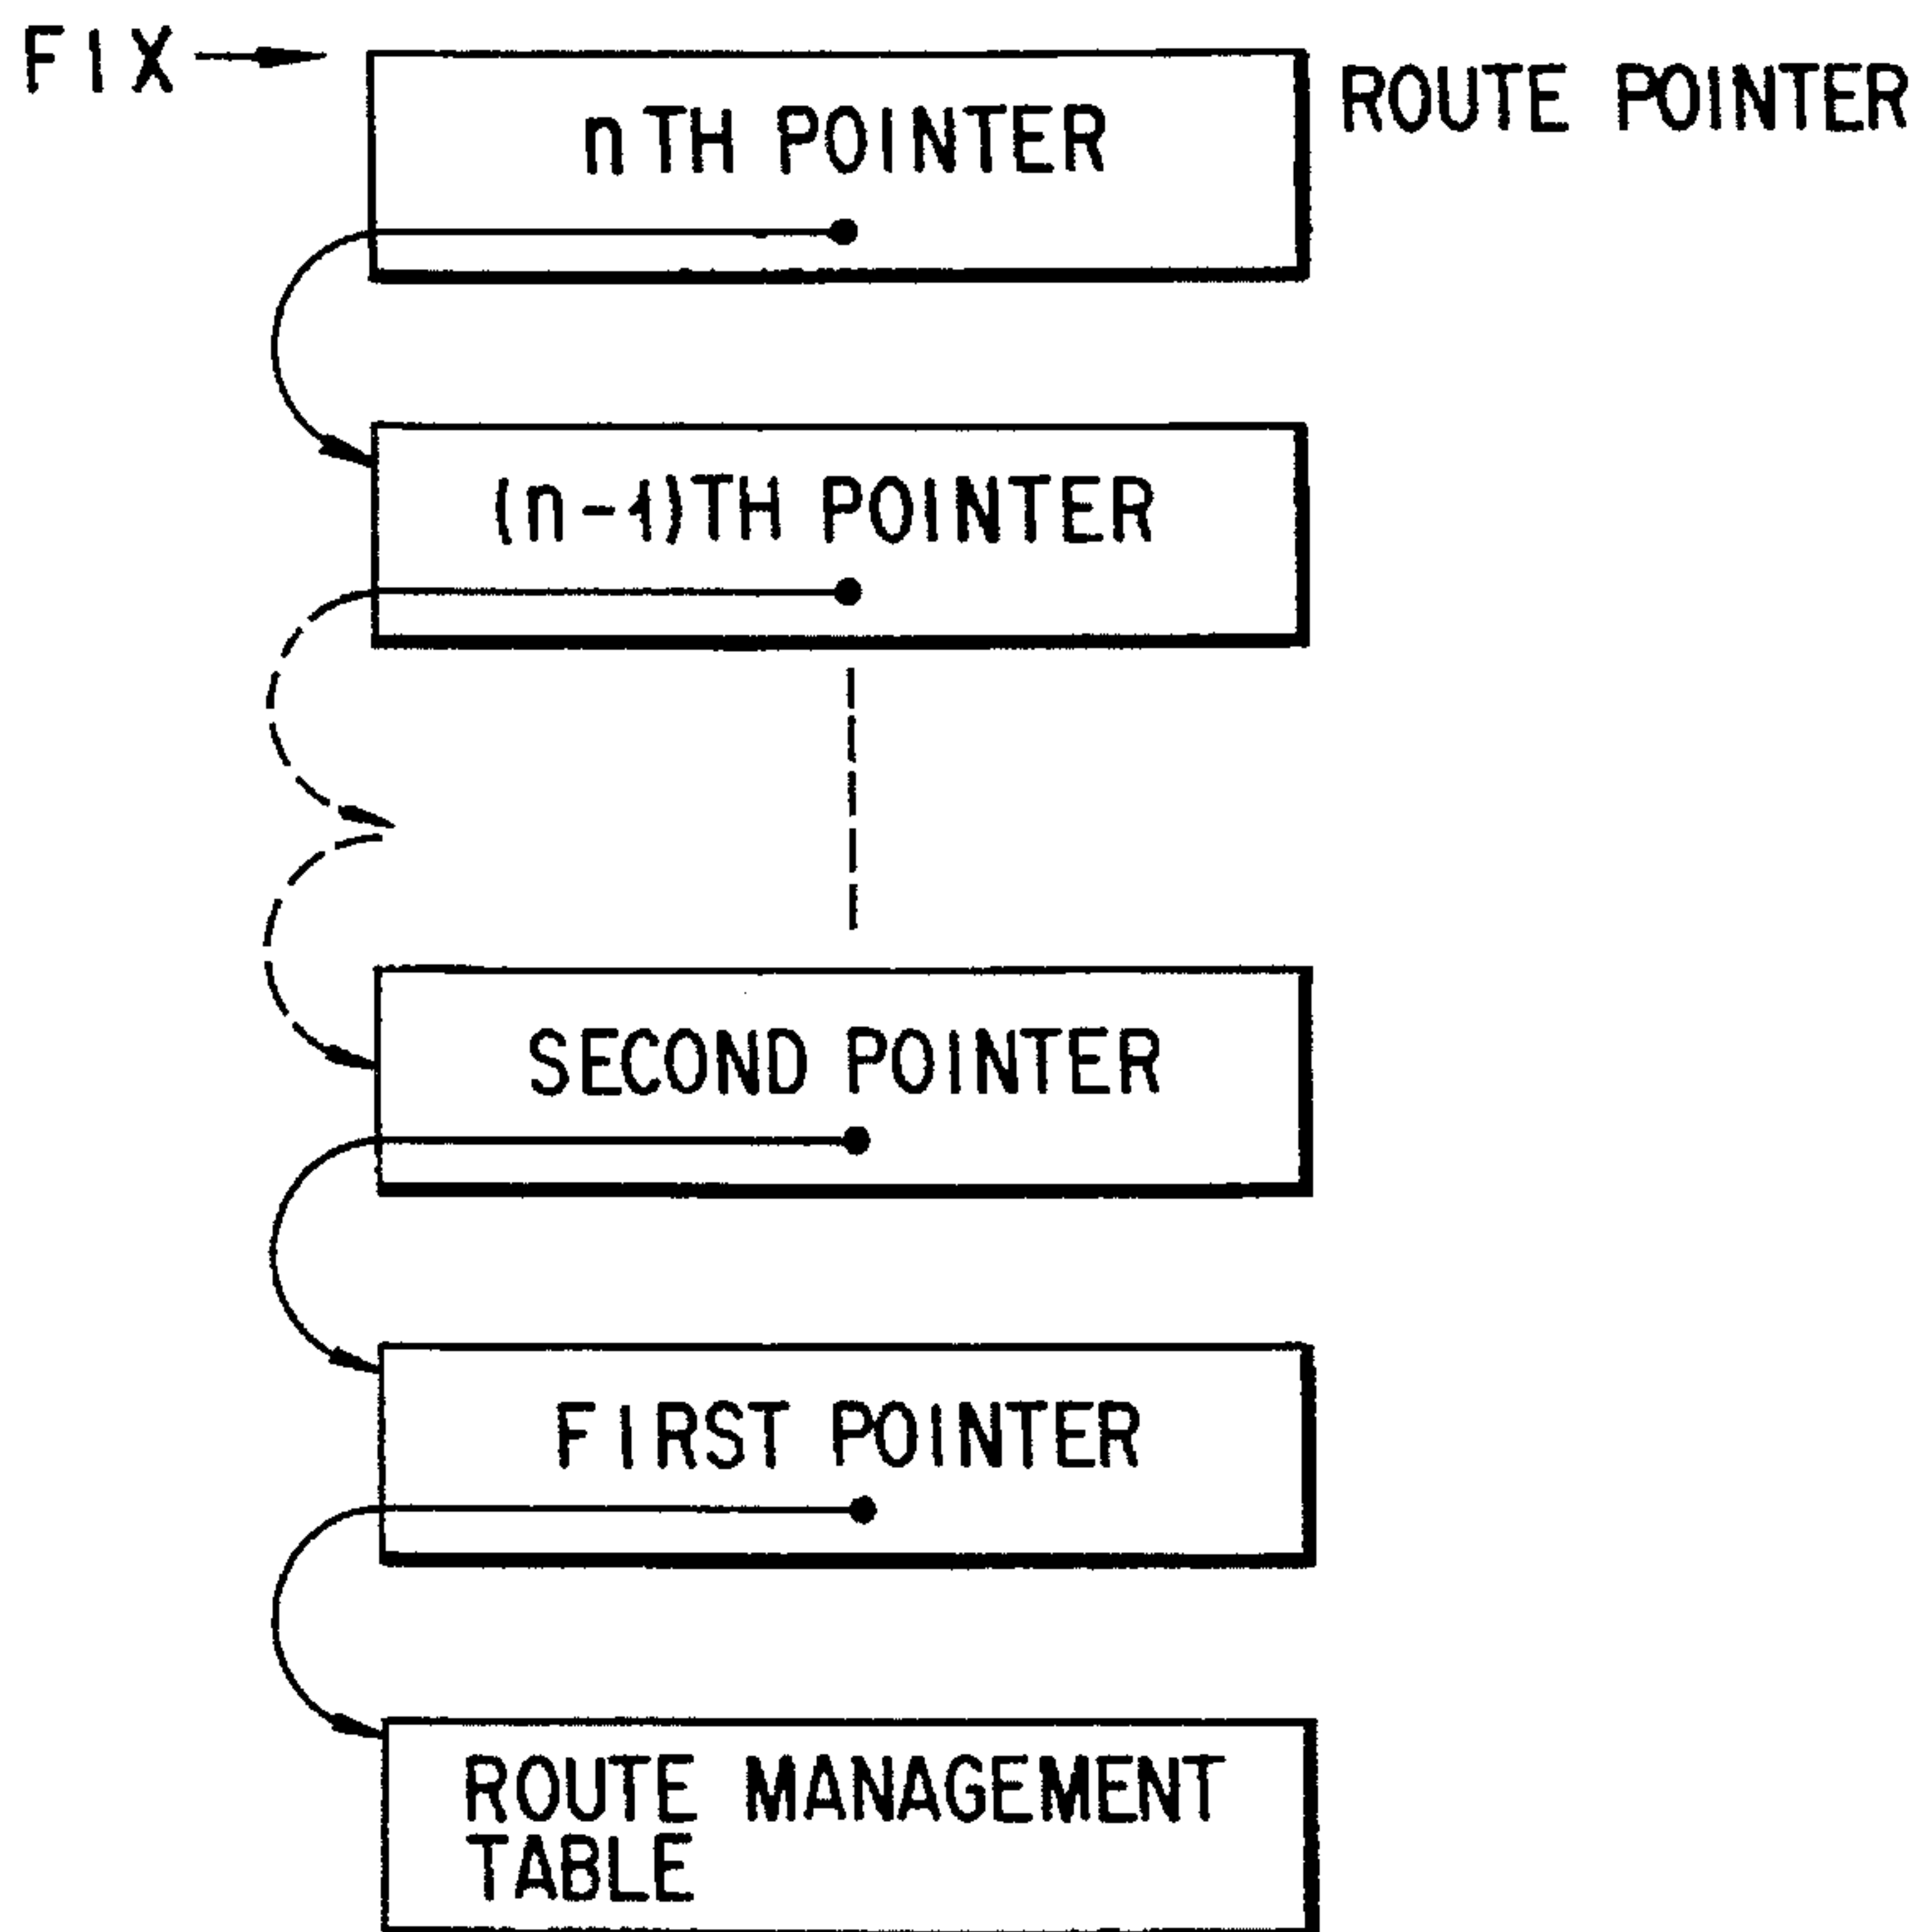 FIX
ROUTE POINTER
nTH POINTER
(n-1)TH POINTER
SECOND POINTER
FIRST POINTER
ROUTE MANAGEMENT
TABLE